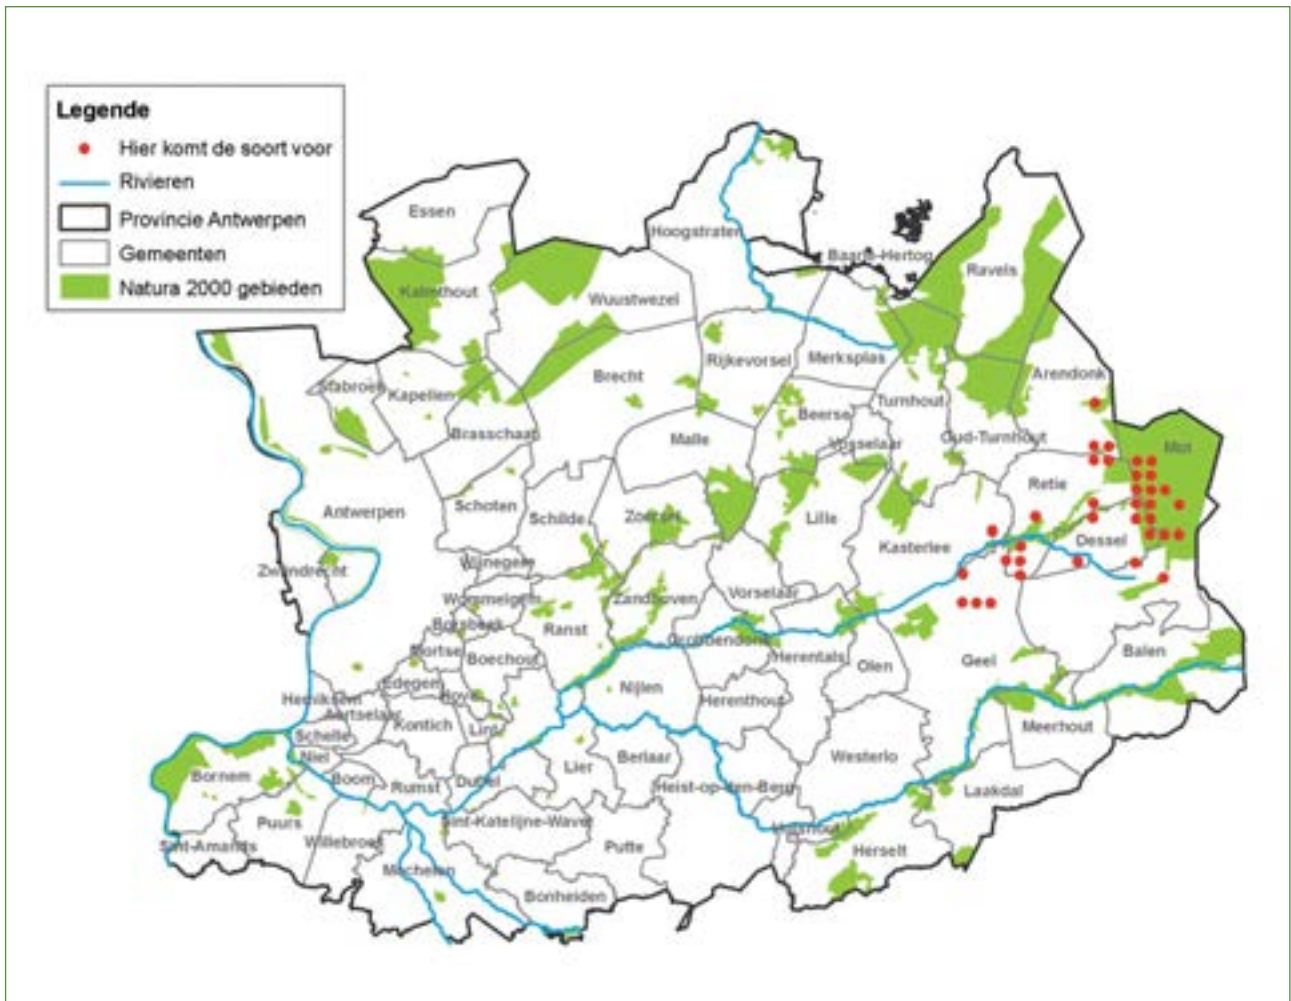 Legende
Hier komt de soort voor
Rivieren
Provincie Antwerpen
Gemeenten
Natura 2000 gebieden
Essen
Hoogstraten
Baarle-Hertog
Ravels
Kalmthout
Wuustwezel
Rijkevorsel
Merksplas
Arendonk
Stabroek
Kapellen
Brecht
Turnhout
Beerse
Brasschaat
Malle
Vosselaar
Oud-Turnhout
Mol
Retie
Schoten
Antwerpen
Schilde
Zoersel
Lille
Kasterlee
Dessel
Zwijndrecht
Wijnegem
Wommelgem
Zandhoven
Vorselaar
Borsbeek
Ranst
Grobbendonk
Mortsel
Boechout
Herentals
Olen
Geel
Balen
Edegem
Hove
Nijlen
Herenthout
Hemiksem
Aartselaar
Kontich
Lint
Meerhout
Schelle
Niel
Berlaar
Westerlo
Bornem
Boom
Rumst
Duffel
Lier
Heist-op-den-Berg
Laakdal
Puurs
Sint-Katelijne-Waver
Hulshout
Sint-Amands
Willebroek
Putte
Herselt
Mechelen
Bonheiden